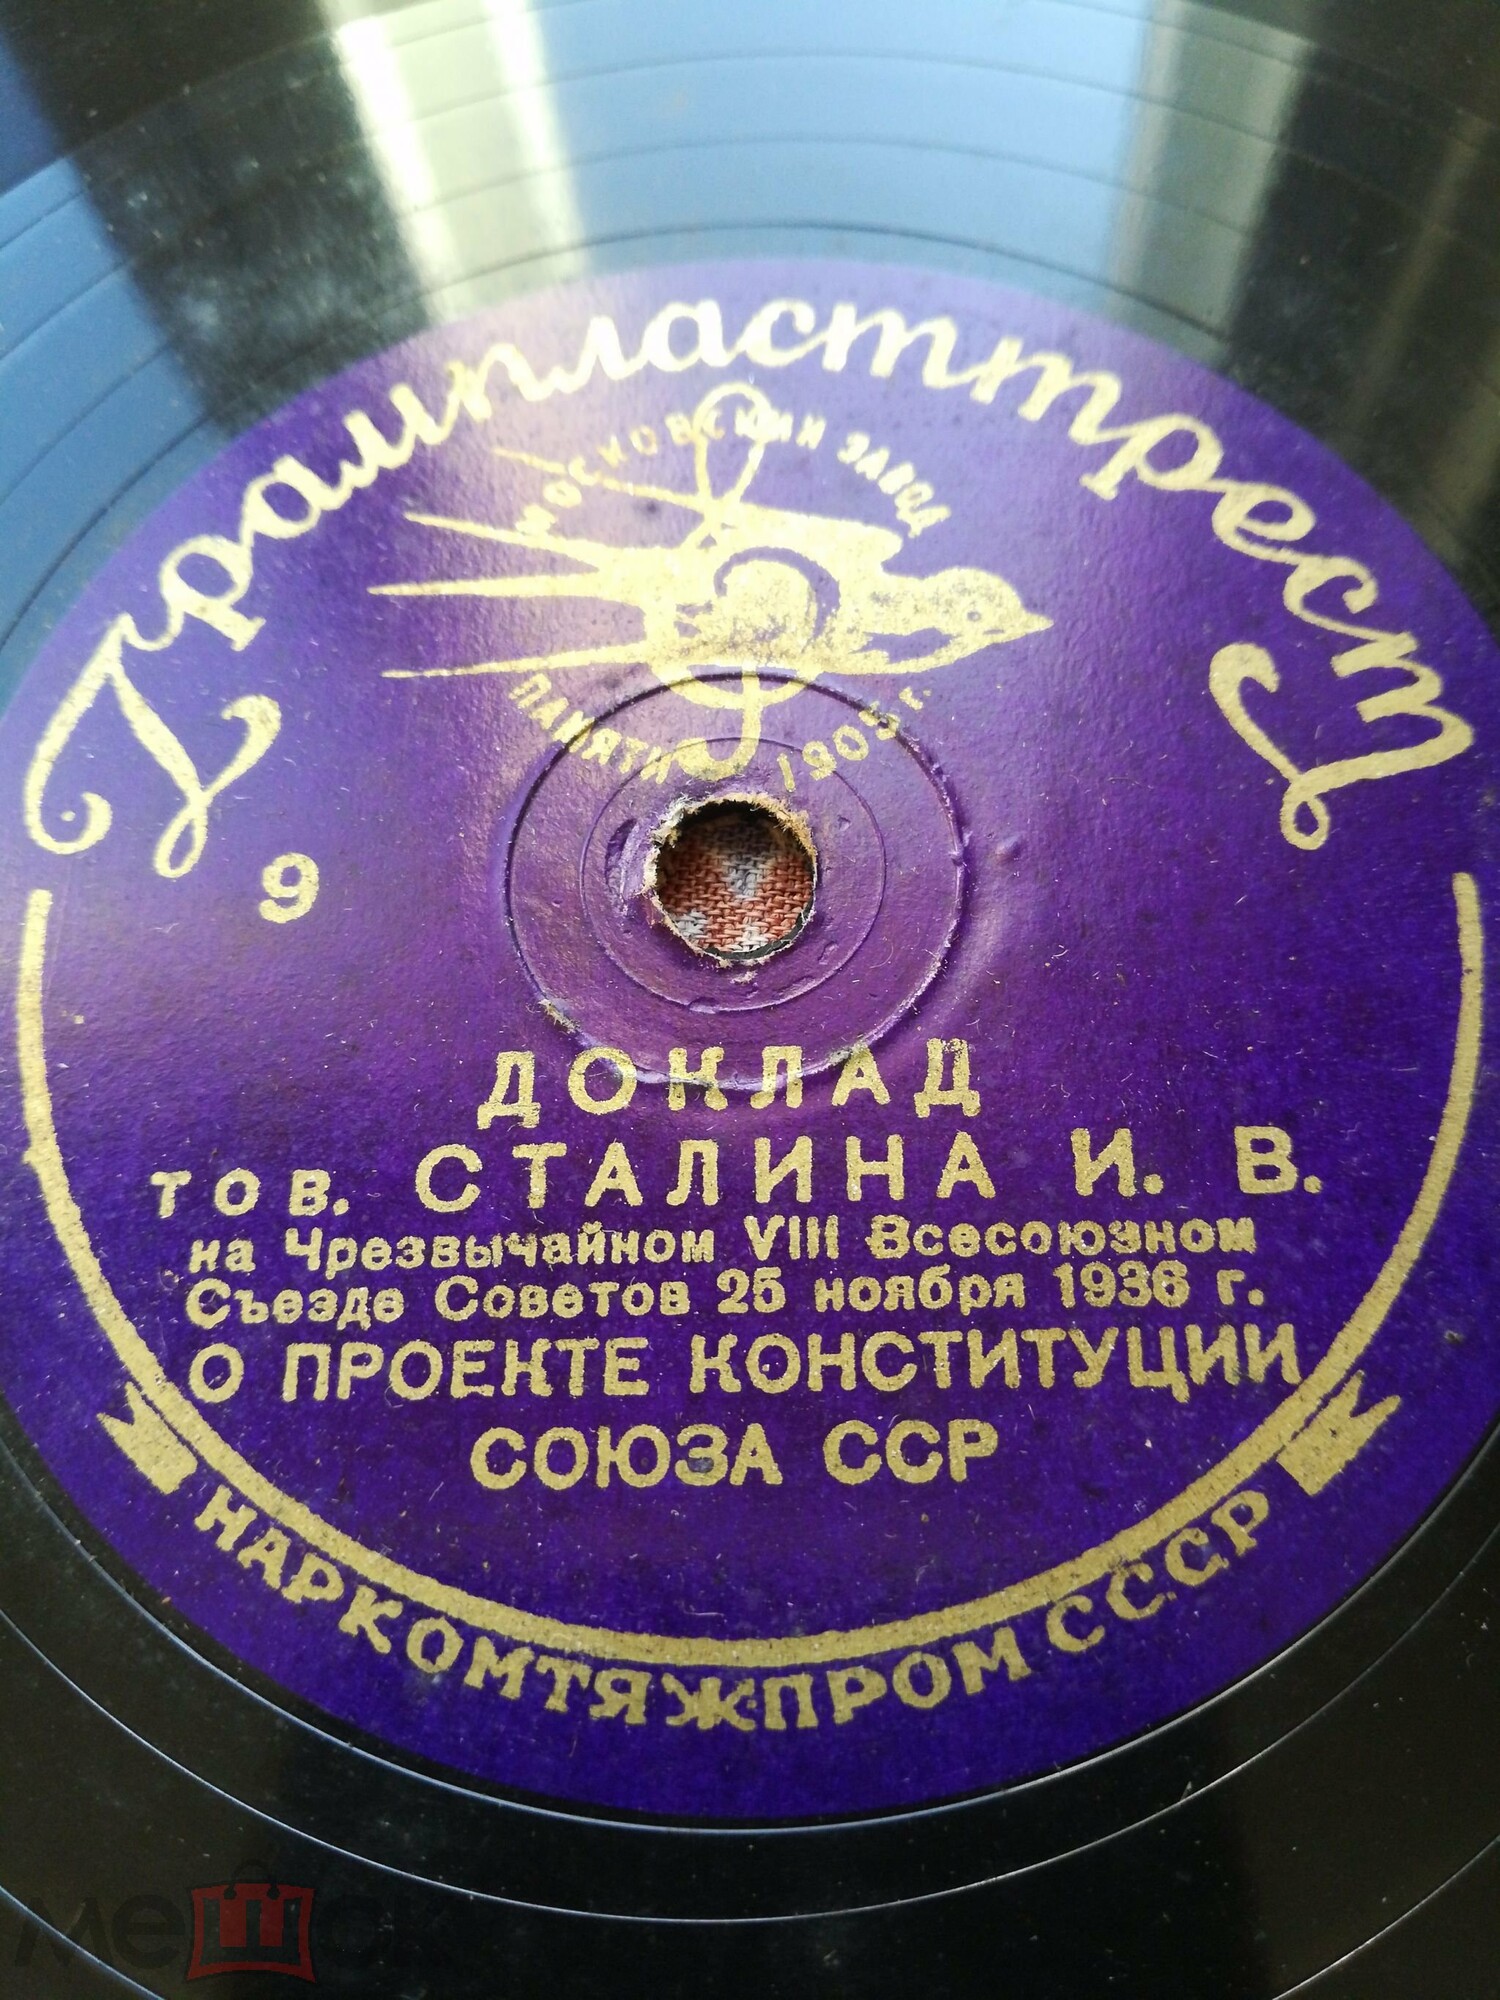 Грампласттрест
МОСКОВСКИЙ ЗАВОД
ПАМЯТИ 1905 г.
9
ДОКЛАД
тов. СТАЛИНА И. В.
на Чрезвычайном VIII Всесоюзном
Съезде Советов 25 ноября 1936 г.
О ПРОЕКТЕ КОНСТИТУЦИИ
СОЮЗА ССР
НАРКОМТЯЖПРОМ СССР
мешок